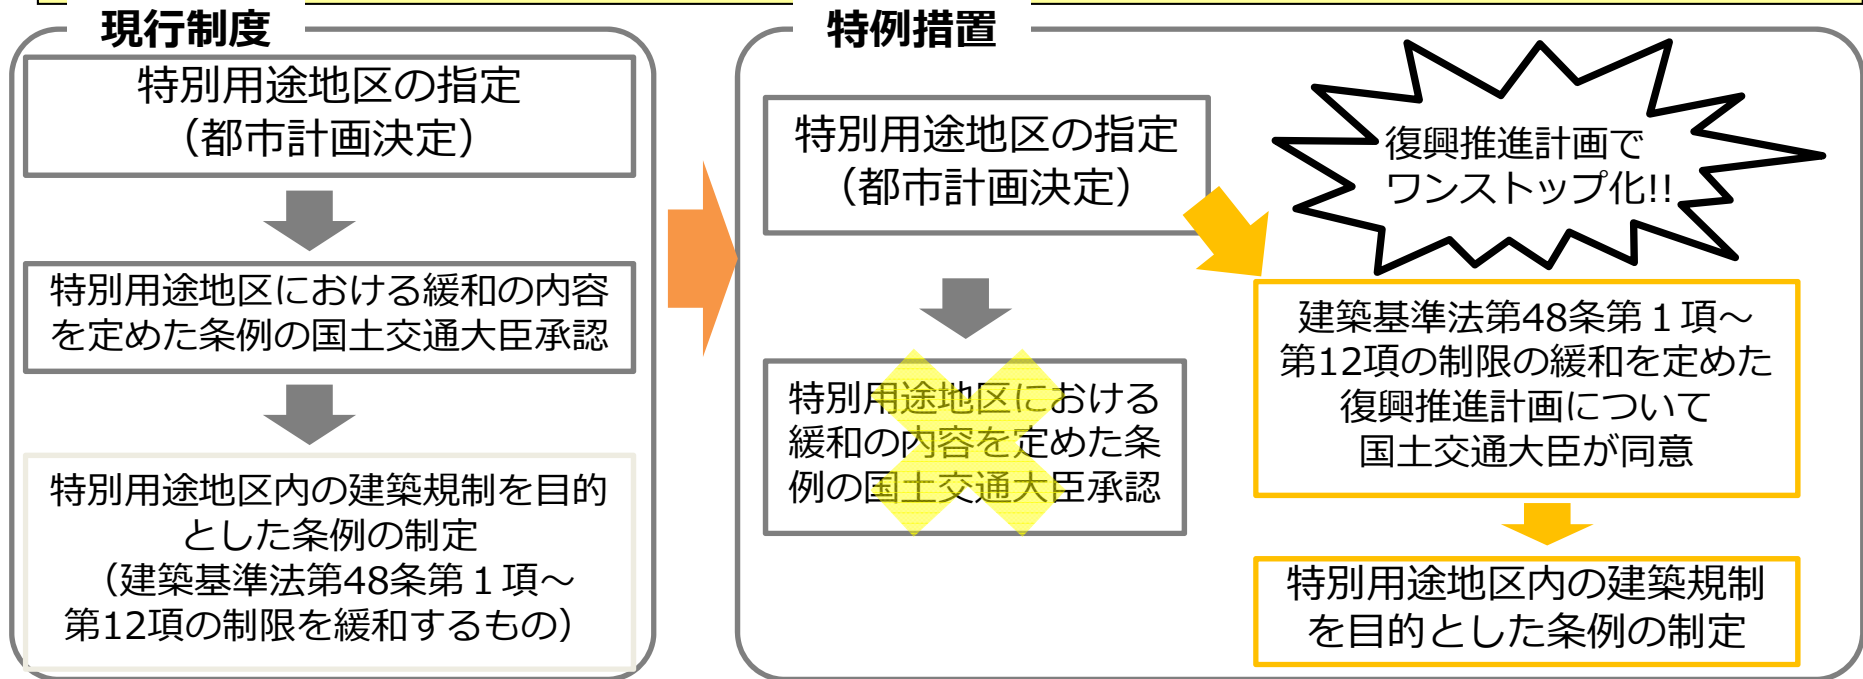 現行制度
特別用途地区の指定
（都市計画決定）
特別用途地区における緩和の内容
を定めた条例の国土交通大臣承認
特別用途地区内の建築規制を目的
とした条例の制定
（建築基準法第48条第１項～
第12項の制限を緩和するもの）
特例措置
特別用途地区の指定
（都市計画決定）
特別用途地区における
緩和の内容を定めた条
例の国土交通大臣承認
復興推進計画で
ワンストップ化!!
建築基準法第48条第１項～
第12項の制限の緩和を定めた
復興推進計画について
国土交通大臣が同意
特別用途地区内の建築規制
を目的とした条例の制定